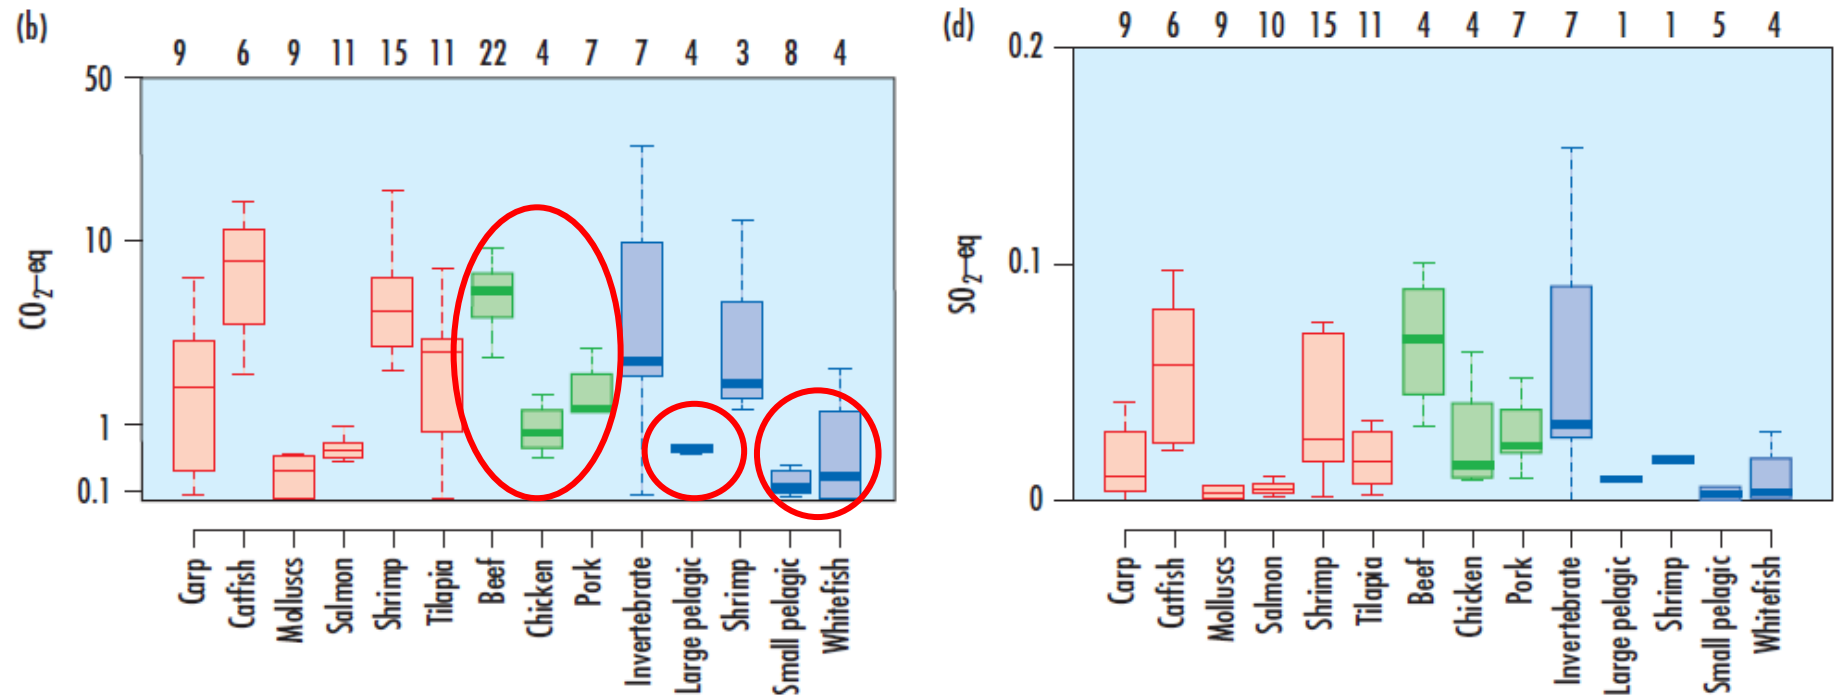 (b)
9 6 9 11 15 11 22 4 7 7 4 3 8 4
50
10
1
0.1
CO2–eq
Carp
Catfish
Molluscs
Salmon
Shrimp
Tilapia
Beef
Chicken
Pork
Invertebrate
Large pelagic
Shrimp
Small pelagic
Whitefish
(d)
9 6 9 10 15 11 4 4 7 7 1 1 5 4
0.2
0.1
0
SO2–eq
Carp
Catfish
Molluscs
Salmon
Shrimp
Tilapia
Beef
Chicken
Pork
Invertebrate
Large pelagic
Shrimp
Small pelagic
Whitefish